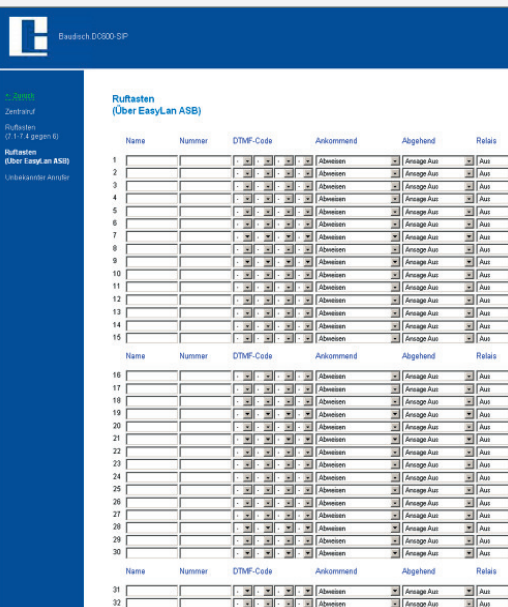 Baudisch.DC600-SIP
<- Zurück
Zentralruf
Ruftasten
(7.1-7.4 gegen 6)
Ruftasten
(Über EasyLan ASB)
Unbekannter Anrufer
Ruftasten
(Über EasyLan ASB)
Name Nummer DTMF-Code Ankommend Abgehend Relais
1 - - - - Abweisen Ansage Aus Aus
2 - - - - Abweisen Ansage Aus Aus
3 - - - - Abweisen Ansage Aus Aus
4 - - - - Abweisen Ansage Aus Aus
5 - - - - Abweisen Ansage Aus Aus
6 - - - - Abweisen Ansage Aus Aus
7 - - - - Abweisen Ansage Aus Aus
8 - - - - Abweisen Ansage Aus Aus
9 - - - - Abweisen Ansage Aus Aus
10 - - - - Abweisen Ansage Aus Aus
11 - - - - Abweisen Ansage Aus Aus
12 - - - - Abweisen Ansage Aus Aus
13 - - - - Abweisen Ansage Aus Aus
14 - - - - Abweisen Ansage Aus Aus
15 - - - - Abweisen Ansage Aus Aus
Name Nummer DTMF-Code Ankommend Abgehend Relais
16 - - - - Abweisen Ansage Aus Aus
17 - - - - Abweisen Ansage Aus Aus
18 - - - - Abweisen Ansage Aus Aus
19 - - - - Abweisen Ansage Aus Aus
20 - - - - Abweisen Ansage Aus Aus
21 - - - - Abweisen Ansage Aus Aus
22 - - - - Abweisen Ansage Aus Aus
23 - - - - Abweisen Ansage Aus Aus
24 - - - - Abweisen Ansage Aus Aus
25 - - - - Abweisen Ansage Aus Aus
26 - - - - Abweisen Ansage Aus Aus
27 - - - - Abweisen Ansage Aus Aus
28 - - - - Abweisen Ansage Aus Aus
29 - - - - Abweisen Ansage Aus Aus
30 - - - - Abweisen Ansage Aus Aus
Name Nummer DTMF-Code Ankommend Abgehend Relais
31 - - - - Abweisen Ansage Aus Aus
32 - - - - Abweisen Ansage Aus Aus